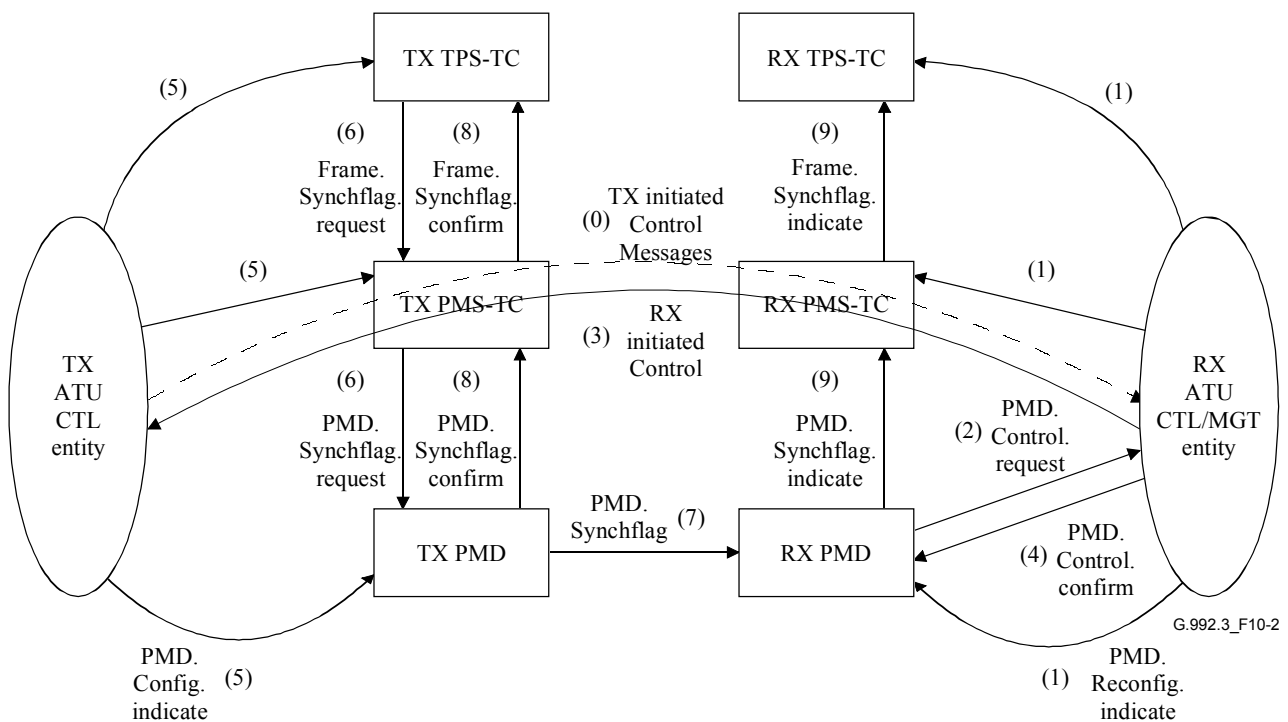 TX TPS-TC
RX TPS-TC
(5)
(1)
(6)
(8)
(9)
Frame.
Synchflag.
request
Frame.
Synchflag.
confirm
Frame.
Synchflag.
indicate
(0)
TX initiated
Control
Messages
(5)
(1)
TX PMS-TC
RX PMS-TC
(3)
RX
initiated
Control
TX
ATU
CTL
entity
RX
ATU
CTL/MGT
entity
(6)
(8)
(9)
PMD.
Synchflag.
request
PMD.
Synchflag.
confirm
PMD.
Synchflag.
indicate
(2)
PMD.
Control.
request
PMD.
Synchflag
(7)
TX PMD
RX PMD
(4)
PMD.
Control.
confirm
G.992.3_F10-2
PMD.
Config.
indicate
(5)
(1)
PMD.
Reconfig.
indicate